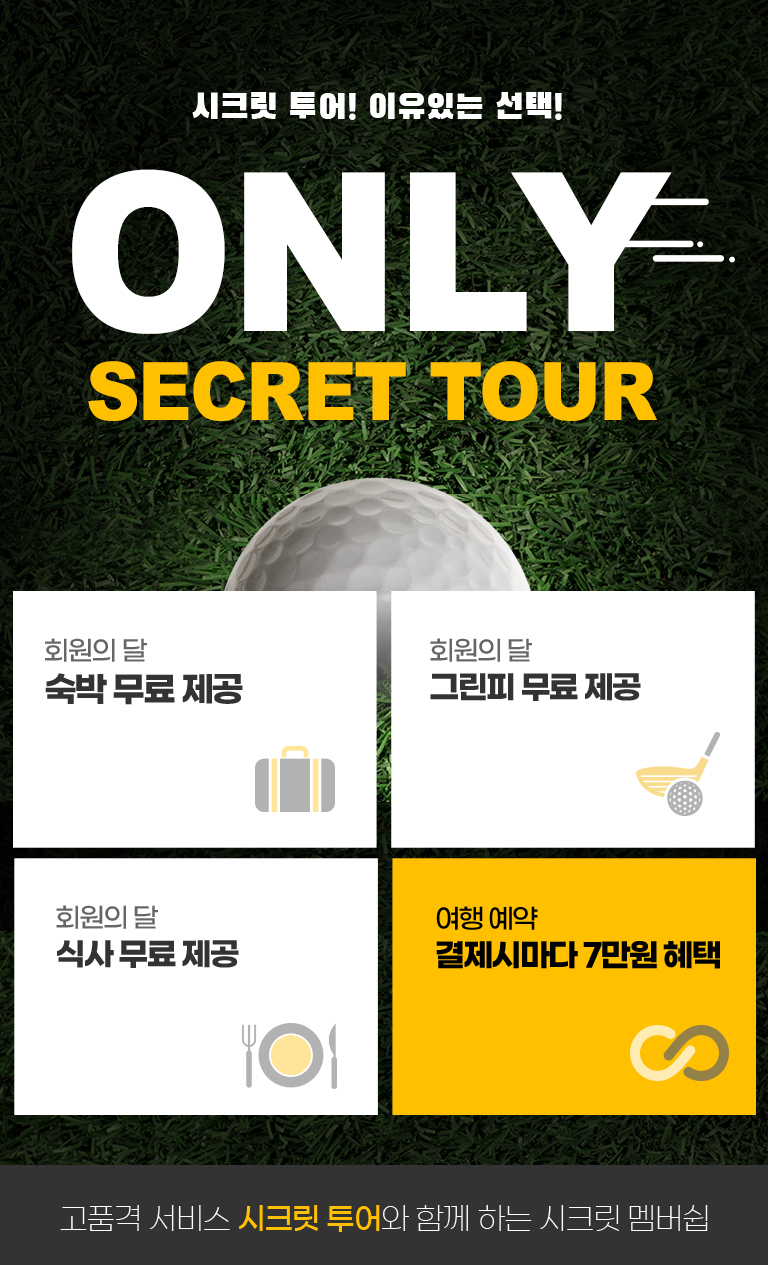 시크릿 투어! 이유있는 선택!
ONLY
SECRET TOUR
회원의 달
숙박 무료 제공
회원의 달
그린피 무료 제공
회원의 달
식사 무료 제공
여행 예약
결제시마다 7만원 혜택
고품격 서비스 시크릿 투어와 함께 하는 시크릿 멤버쉽